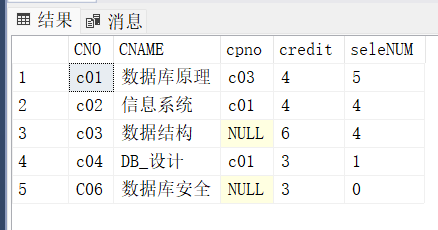 结果 消息
CNO CNAME cpno credit seleNUM
1 c01 数据库原理 c03 4 5
2 c02 信息系统 c01 4 4
3 c03 数据结构 NULL 6 4
4 c04 DB_设计 c01 3 1
5 C06 数据库安全 NULL 3 0